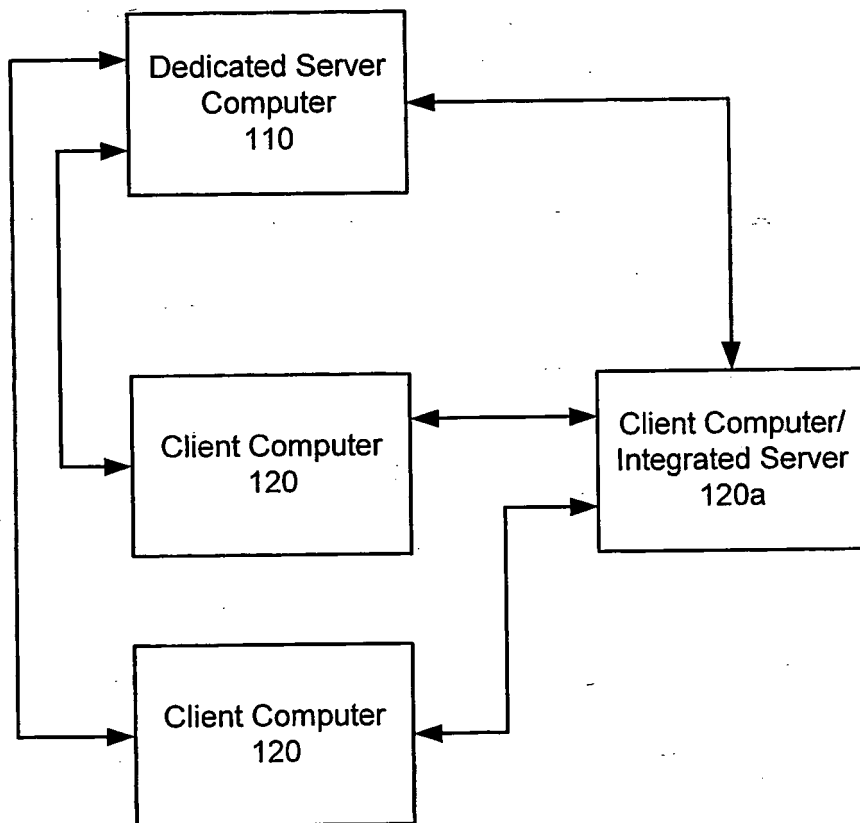 Dedicated Server
Computer
110
Client Computer
120
Client Computer/
Integrated Server
120a
Client Computer
120